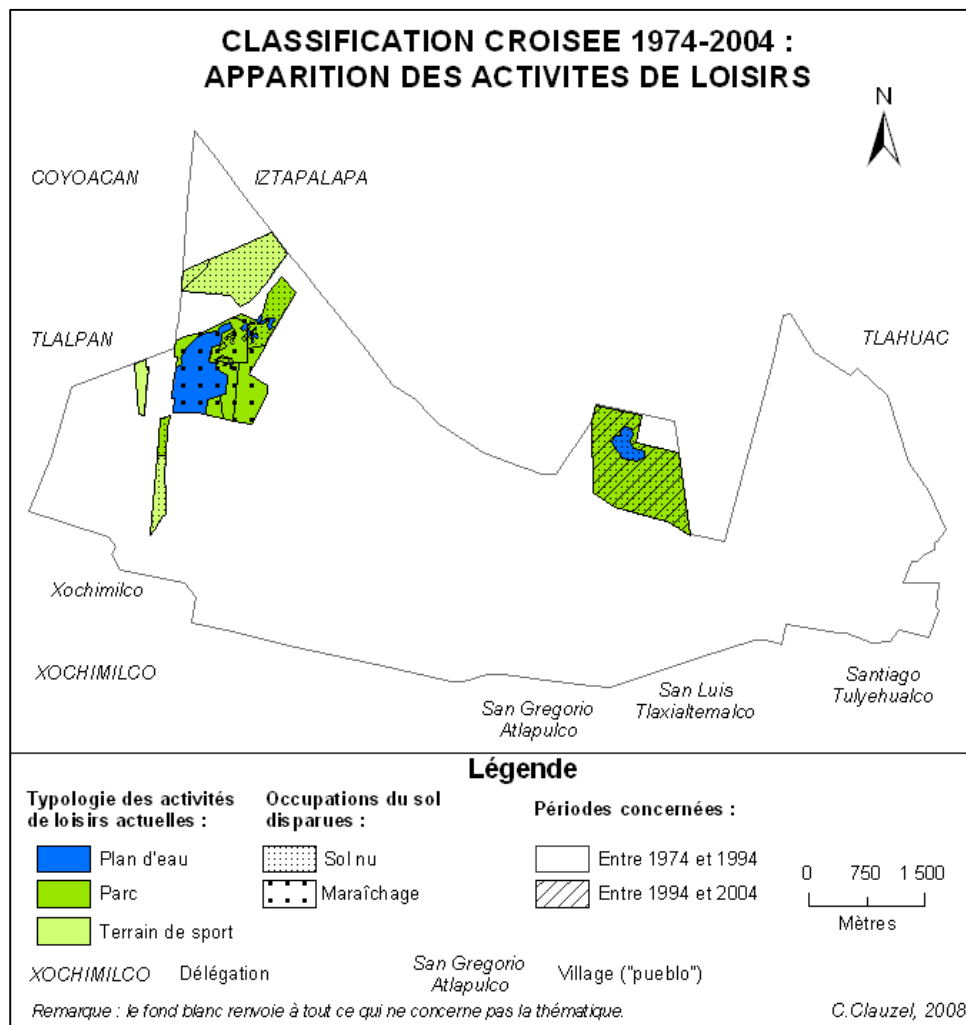 CLASSIFICATION CROISEE 1974-2004 :
APPARITION DES ACTIVITES DE LOISIRS
N
COYOACAN
IZTAPALAPA
TLALPAN
TLAHUAC
Xochimilco
XOCHIMILCO
San Gregorio
Atlapulco
San Luis
Tlaxialtemalco
Santiago
Tulyehualco
Légende
Typologie des activités
de loisirs actuelles :
Plan d'eau
Parc
Terrain de sport
Occupations du sol
disparues :
Sol nu
Maraîchage
Périodes concernées :
Entre 1974 et 1994
Entre 1994 et 2004
0 750 1 500
Mètres
XOCHIMILCO Délégation
San Gregorio
Atlapulco
Village ("pueblo")
Remarque : le fond blanc renvoie à tout ce qui ne concerne pas la thématique.
C.Clauzel, 2008